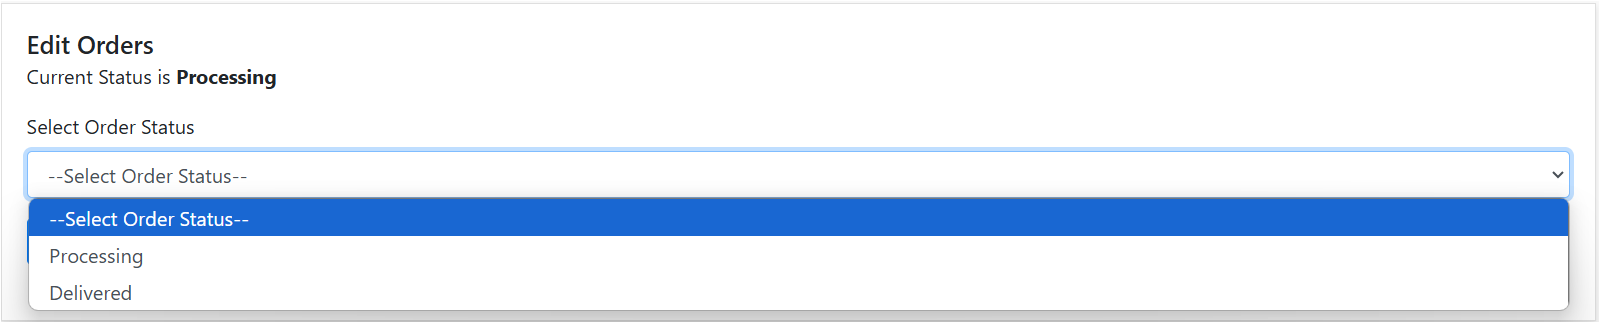 Edit Orders
Current Status is Processing
Select Order Status
--Select Order Status--
--Select Order Status--
Processing
Delivered